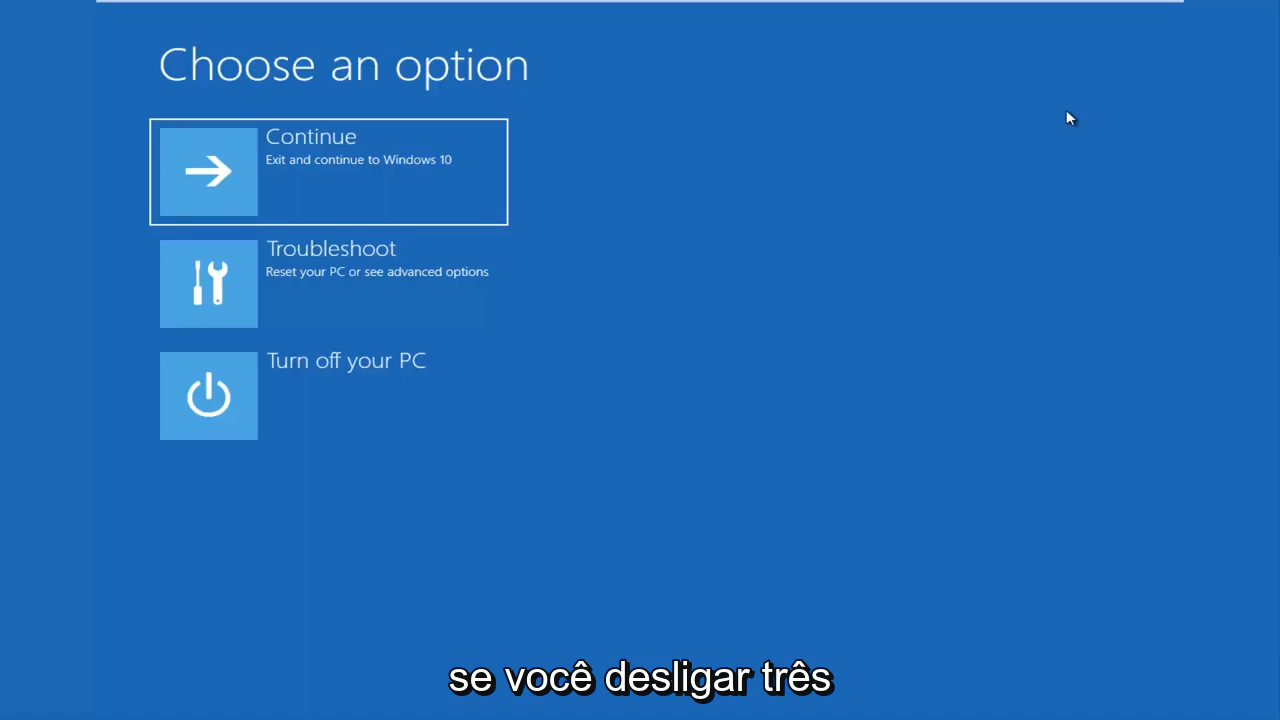 Choose an option
Continue
Exit and continue to Windows 10
Troubleshoot
Reset your PC or see advanced options
Turn off your PC
se você desligar três